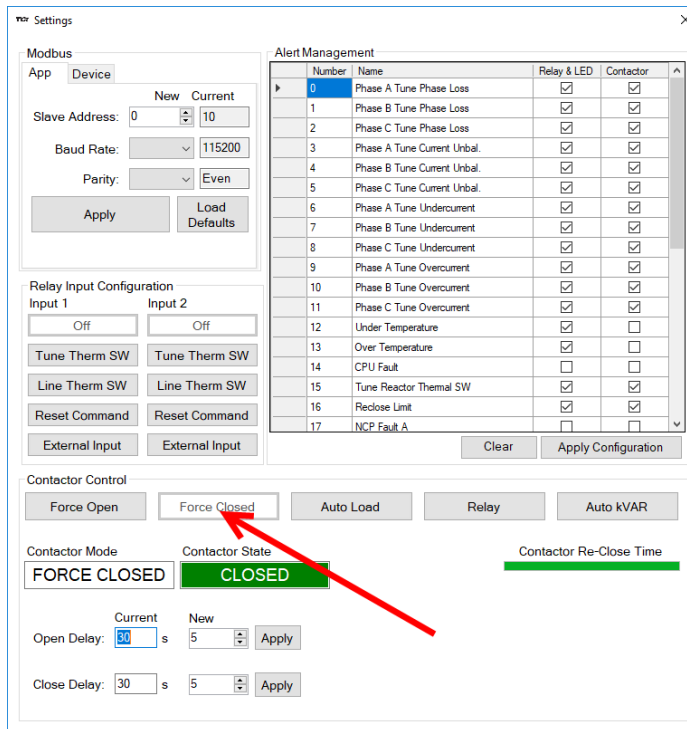 TCI Settings
Modbus
App Device
New Current
Slave Address: 0 10
Baud Rate: 115200
Parity: Even
Apply
Load Defaults
Relay Input Configuration
Input 1 Input 2
Off Off
Tune Therm SW Tune Therm SW
Line Therm SW Line Therm SW
Reset Command Reset Command
External Input External Input
Alert Management
Number Name Relay & LED Contactor
0 Phase A Tune Phase Loss
1 Phase B Tune Phase Loss
2 Phase C Tune Phase Loss
3 Phase A Tune Current Unbal.
4 Phase B Tune Current Unbal.
5 Phase C Tune Current Unbal.
6 Phase A Tune Undercurrent
7 Phase B Tune Undercurrent
8 Phase C Tune Undercurrent
9 Phase A Tune Overcurrent
10 Phase B Tune Overcurrent
11 Phase C Tune Overcurrent
12 Under Temperature
13 Over Temperature
14 CPU Fault
15 Tune Reactor Thermal SW
16 Reclose Limit
17 NCP Fault A
Clear Apply Configuration
Contactor Control
Force Open Force Closed Auto Load Relay Auto kVAR
Contactor Mode Contactor State Contactor Re-Close Time
FORCE CLOSED CLOSED
Current New
Open Delay: 30 s 5 Apply
Close Delay: 30 s 5 Apply